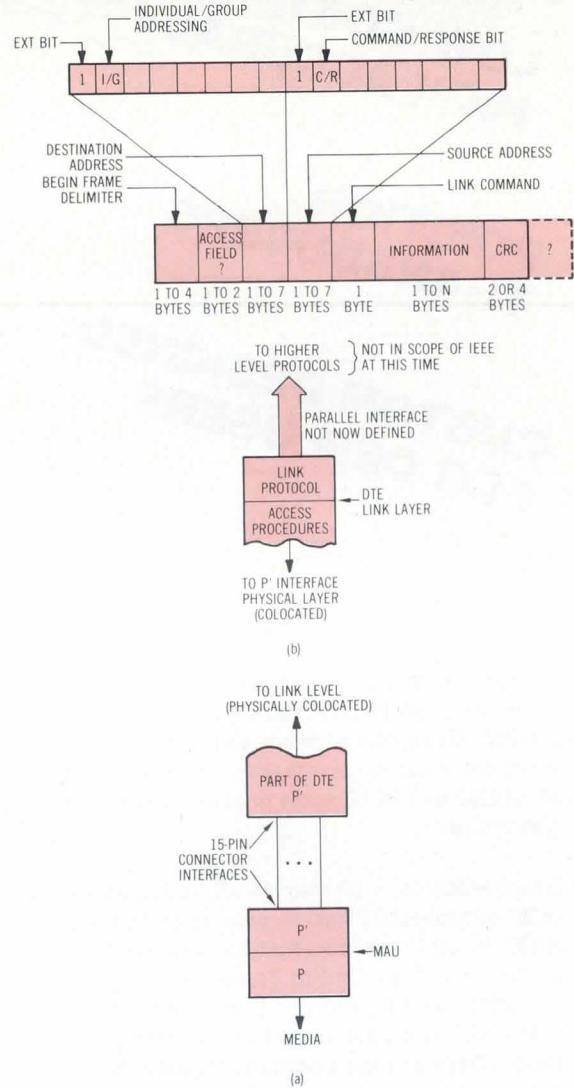 INDIVIDUAL/GROUP
ADDRESSING
EXT BIT
EXT BIT
COMMAND/RESPONSE BIT
1 I/G 1 C/R
DESTINATION
ADDRESS
BEGIN FRAME
DELIMITER
SOURCE ADDRESS
LINK COMMAND
ACCESS
FIELD
?
INFORMATION
CRC
?
1 TO 4
BYTES
1 TO 2
BYTES
1 TO 7
BYTES
1 TO 7
BYTES
1
BYTE
1 TO N
BYTES
2 OR 4
BYTES
TO HIGHER
LEVEL PROTOCOLS
NOT IN SCOPE OF IEEE
AT THIS TIME
PARALLEL INTERFACE
NOT NOW DEFINED
LINK
PROTOCOL
ACCESS
PROCEDURES
DTE
LINK LAYER
TO P' INTERFACE
PHYSICAL LAYER
(COLOCATED)
(b)
TO LINK LEVEL
(PHYSICALLY COLOCATED)
PART OF DTE
P'
15-PIN
CONNECTOR
INTERFACES
...
P'
P
MAU
MEDIA
(a)